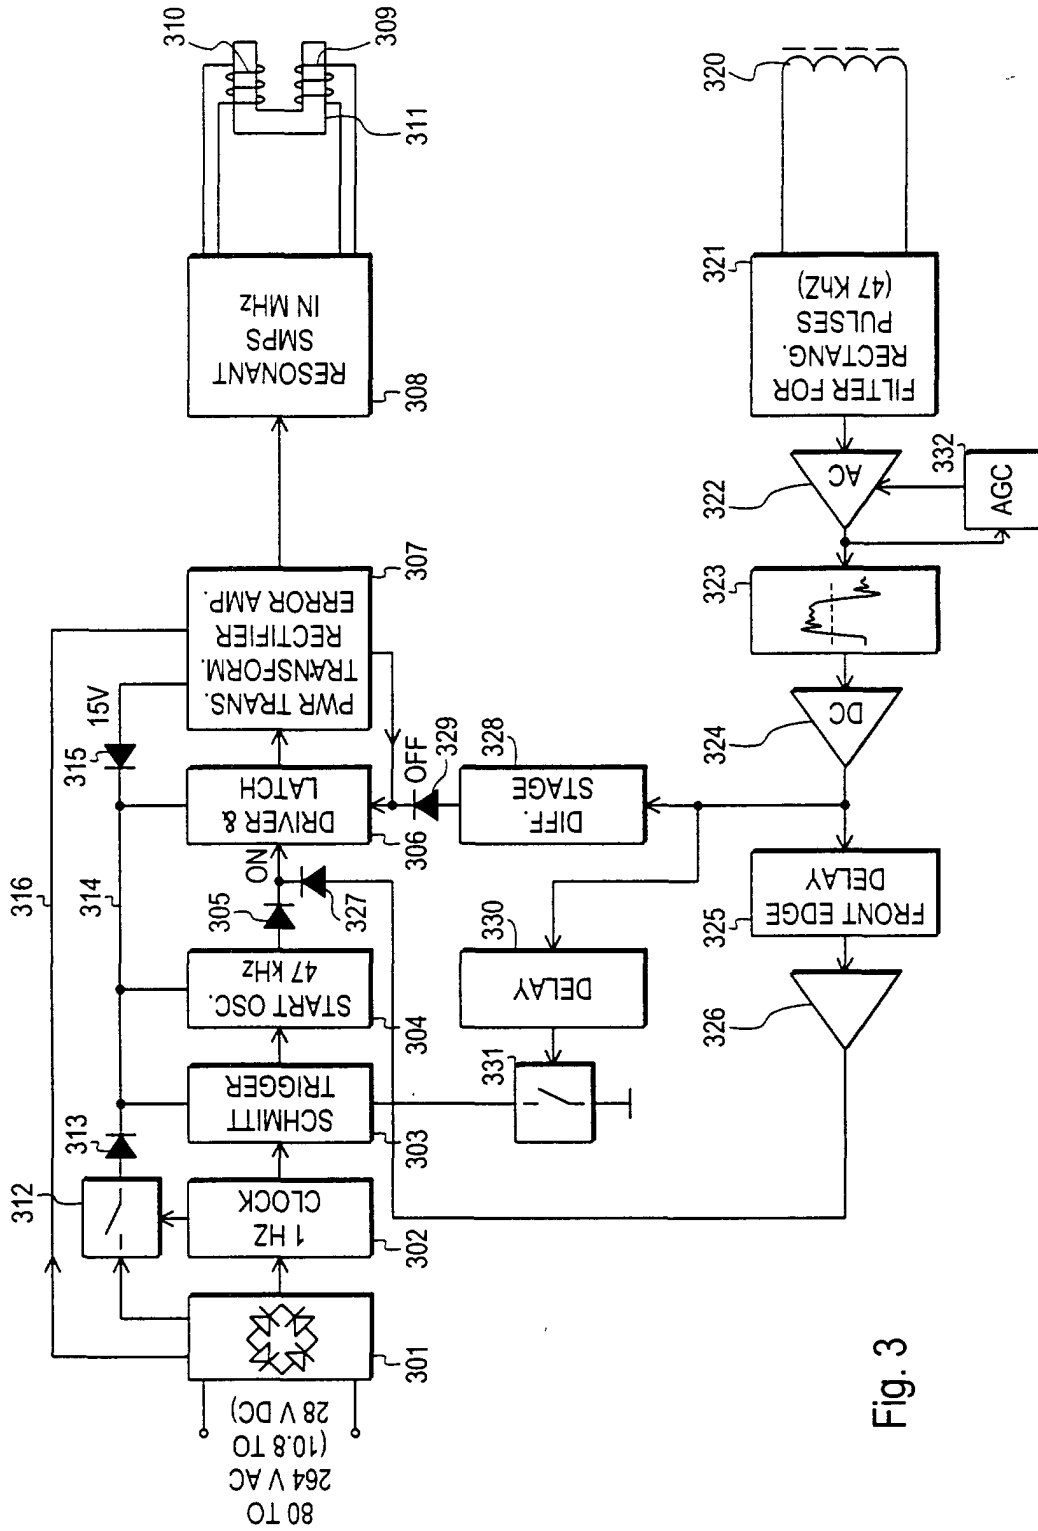 80 TO
264 V AC
(10.8 TO
28 V DC)
301
1 HZ
CLOCK
302
312
313
SCHMITT
TRIGGER
303
START OSC.
47 kHz
304
305
ON
327
314
316
315
15V
DRIVER &
LATCH
306
OFF
329
PWR TRANS.
TRANSFORM.
RECTIFIER
ERROR AMP.
307
RESONANT
SMPS
IN MHz
308
310
309
311
331
DELAY
330
DIFF.
STAGE
328
326
FRONT EDGE
DELAY
325
DC
324
323
AC
322
AGC
332
FILTER FOR
RECTANG.
PULSES
(47 KhZ)
321
320
Fig. 3